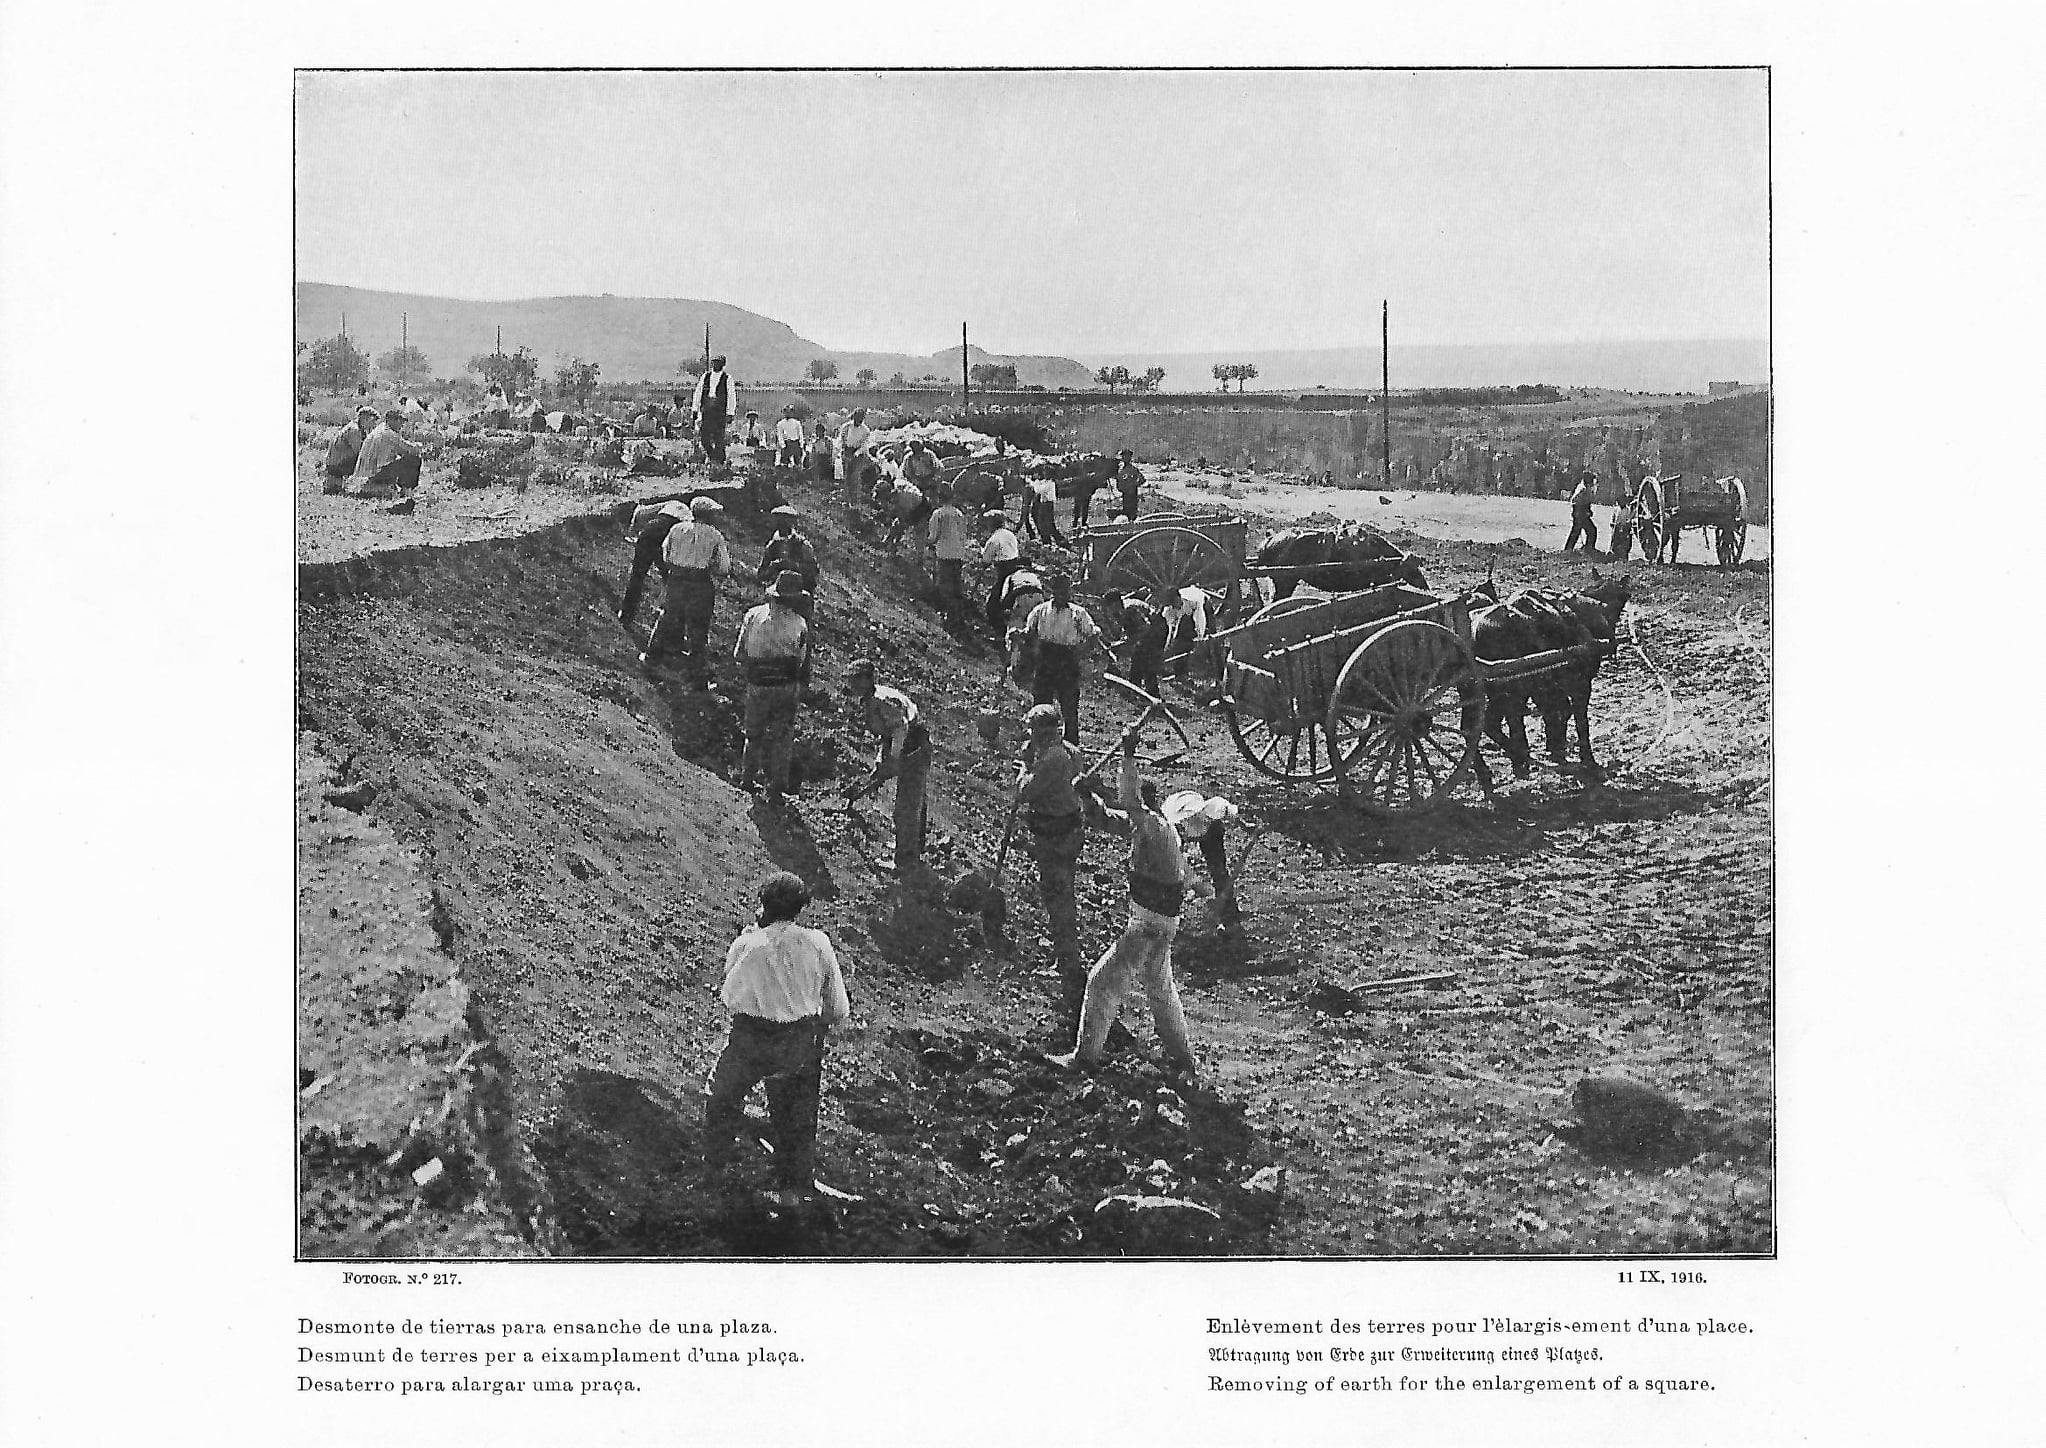 Fotogr. N.º 217.
11 IX, 1916.
Desmonte de tierras para ensanche de una plaza.
Desmunt de terres per a eixamplament d'una plaça.
Desaterro para alargar uma praça.
Enlèvement des terres pour l'èlargis-ement d'una place.
Abtragung von Erde zur Erweiterung eines Platzes.
Removing of earth for the enlargement of a square.